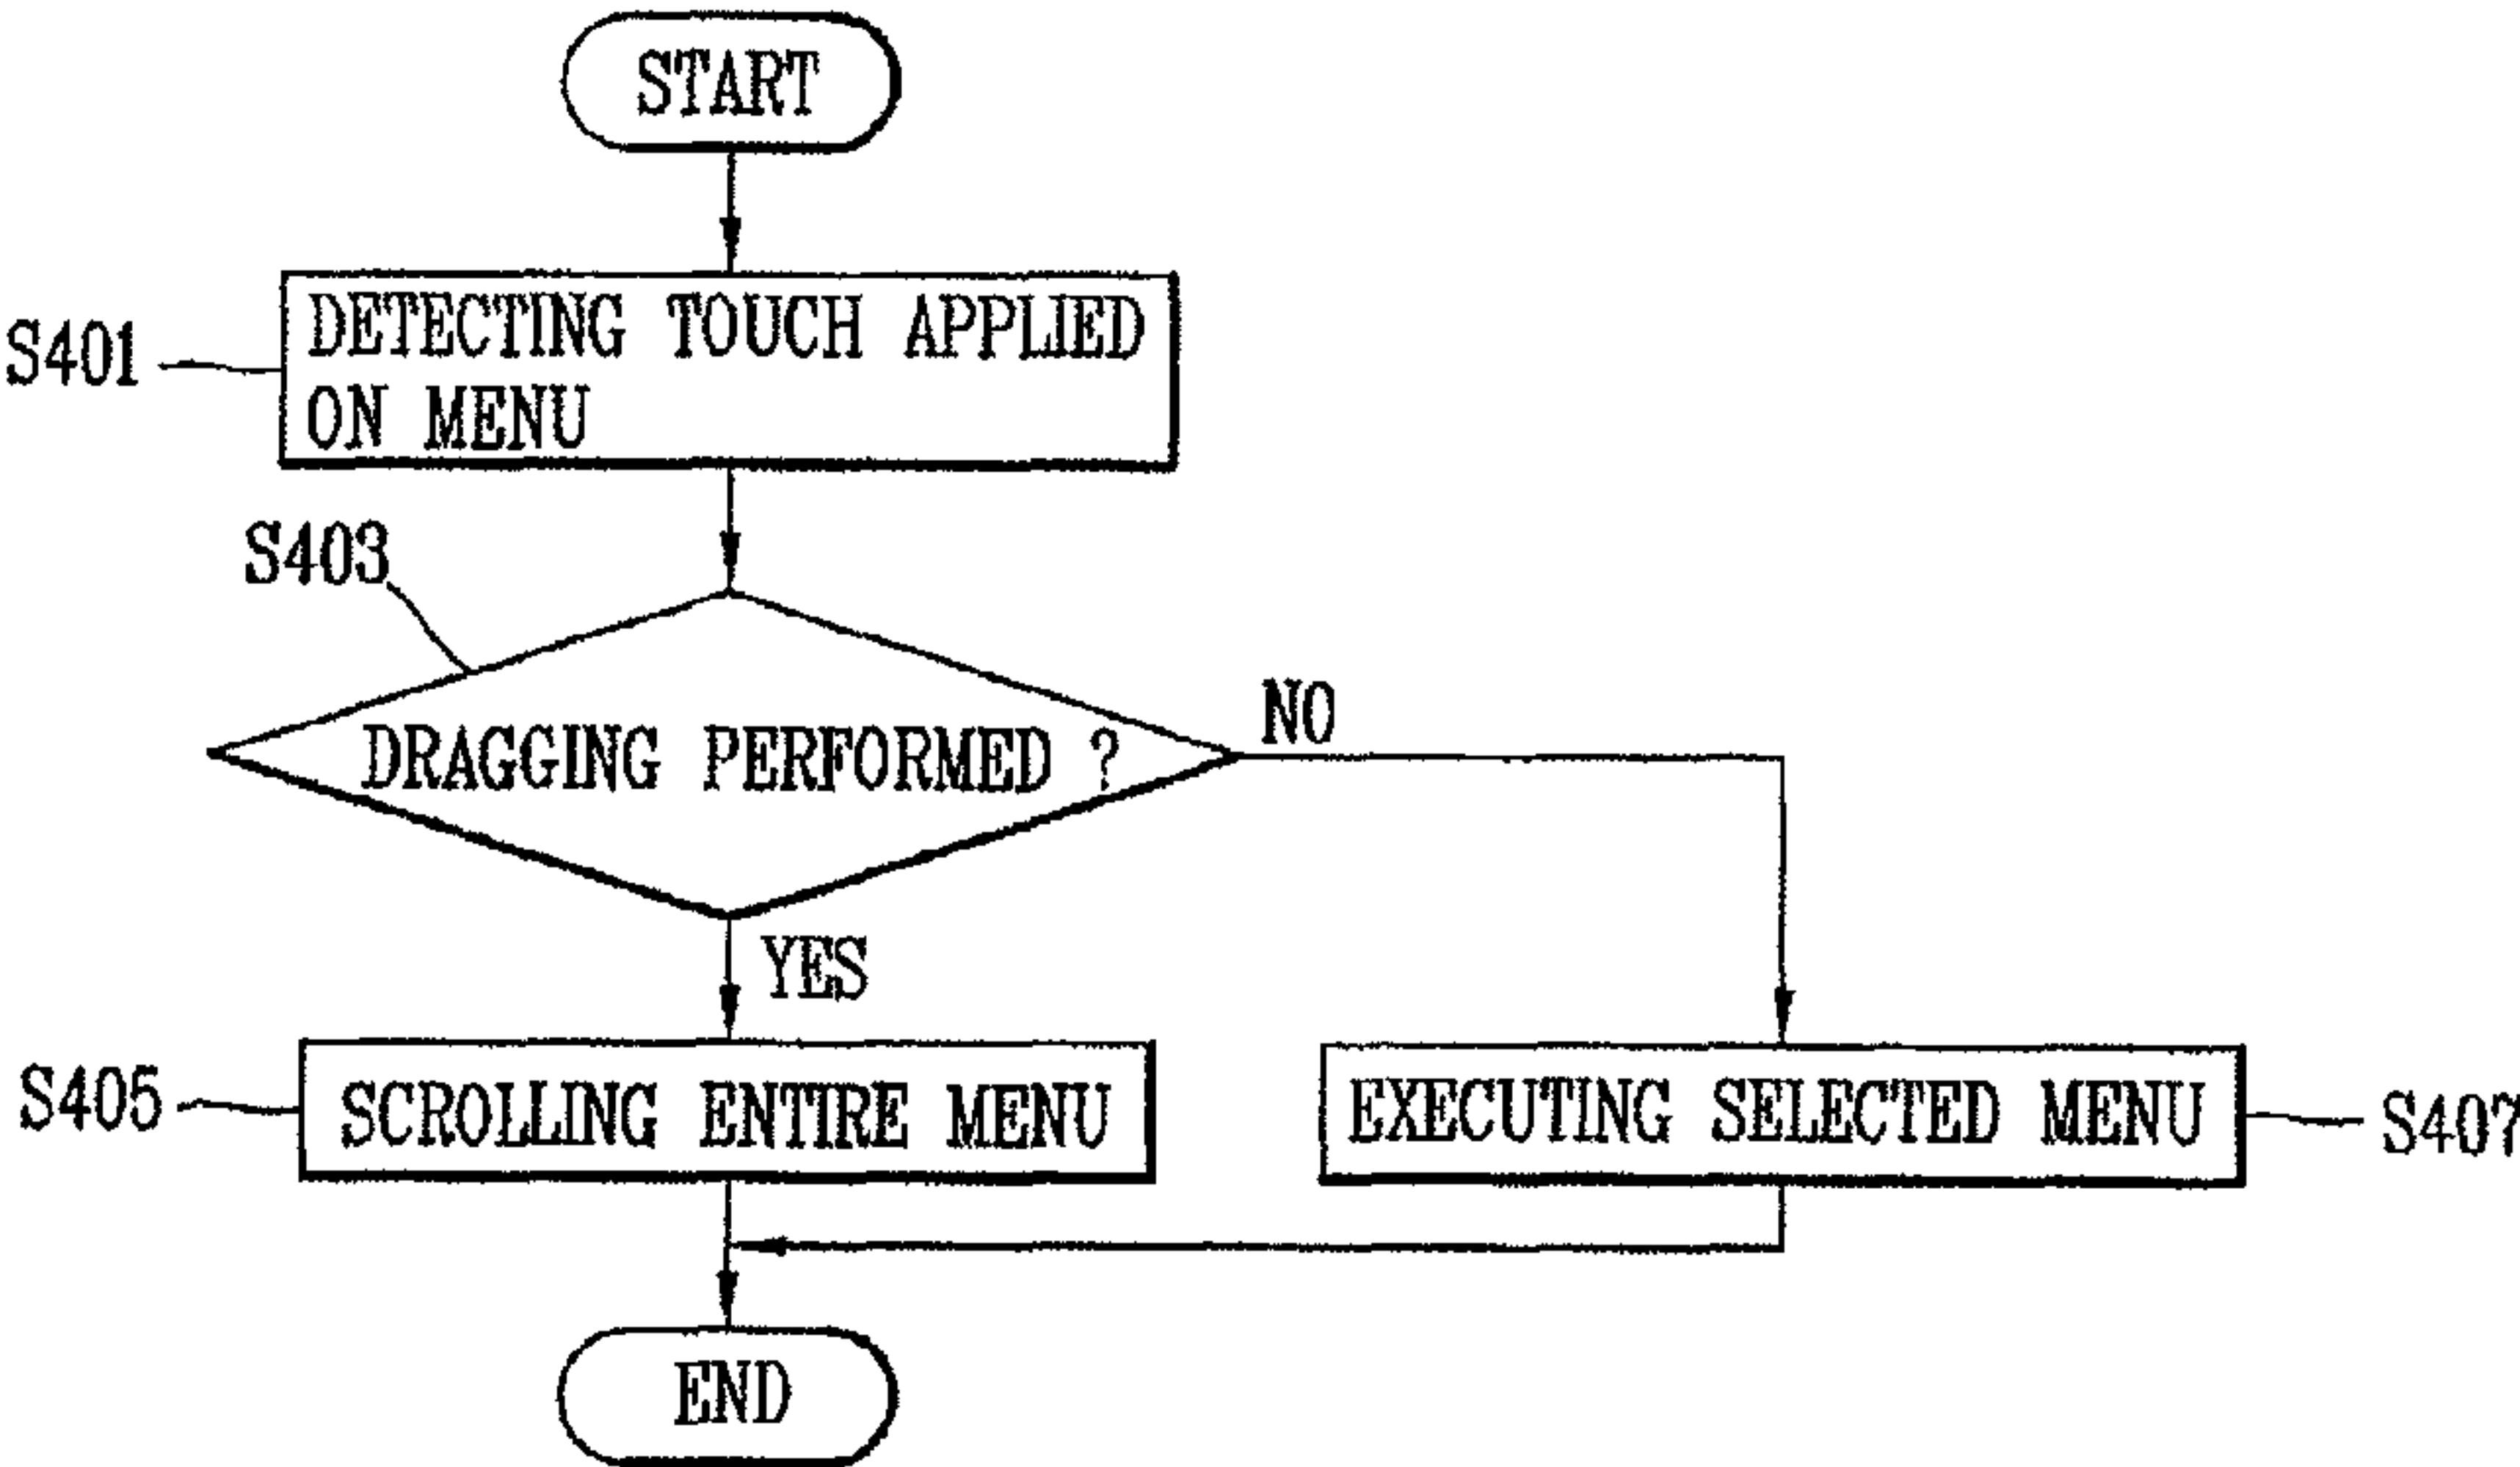 START
DETECTING TOUCH APPLIED
ON MENU
S401
S403
DRAGGING PERFORMED ?
NO
YES
SCROLLING ENTIRE MENU
S405
EXECUTING SELECTED MENU
S407
END